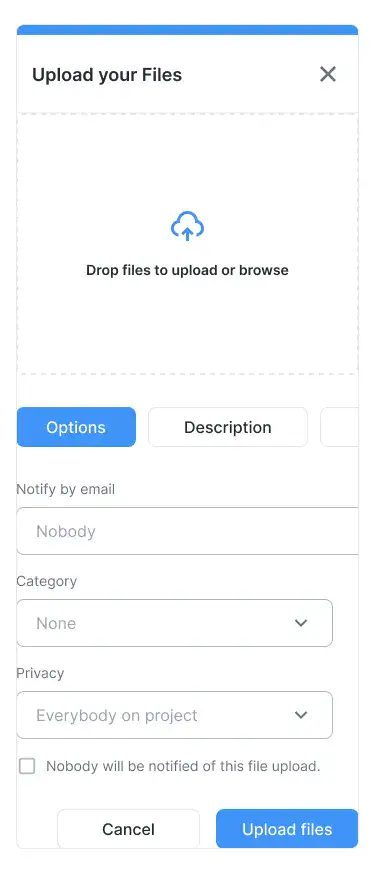 Upload your Files
Drop files to upload or browse
Options
Description
Notify by email
Nobody
Category
None
Privacy
Everybody on project
Nobody will be notified of this file upload.
Cancel
Upload files